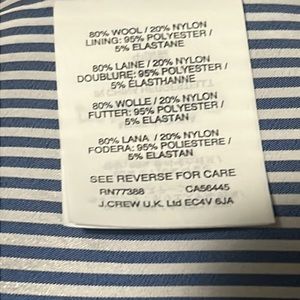 80% WOOL / 20% NYLON
LINING: 95% POLYESTER /
5% ELASTANE
80% LAINE / 20% NYLON
DOUBLURE: 95% POLYESTER /
5% ELASTHANNE
80% WOLLE / 20% NYLON
FUTTER: 95% POLYESTER /
5% ELASTAN
80% LANA / 20% NYLON
FODERA: 95% POLIESTERE /
5% ELASTAN
SEE REVERSE FOR CARE
RN77388 CA56445
J.CREW U.K. Ltd EC4V 6JA